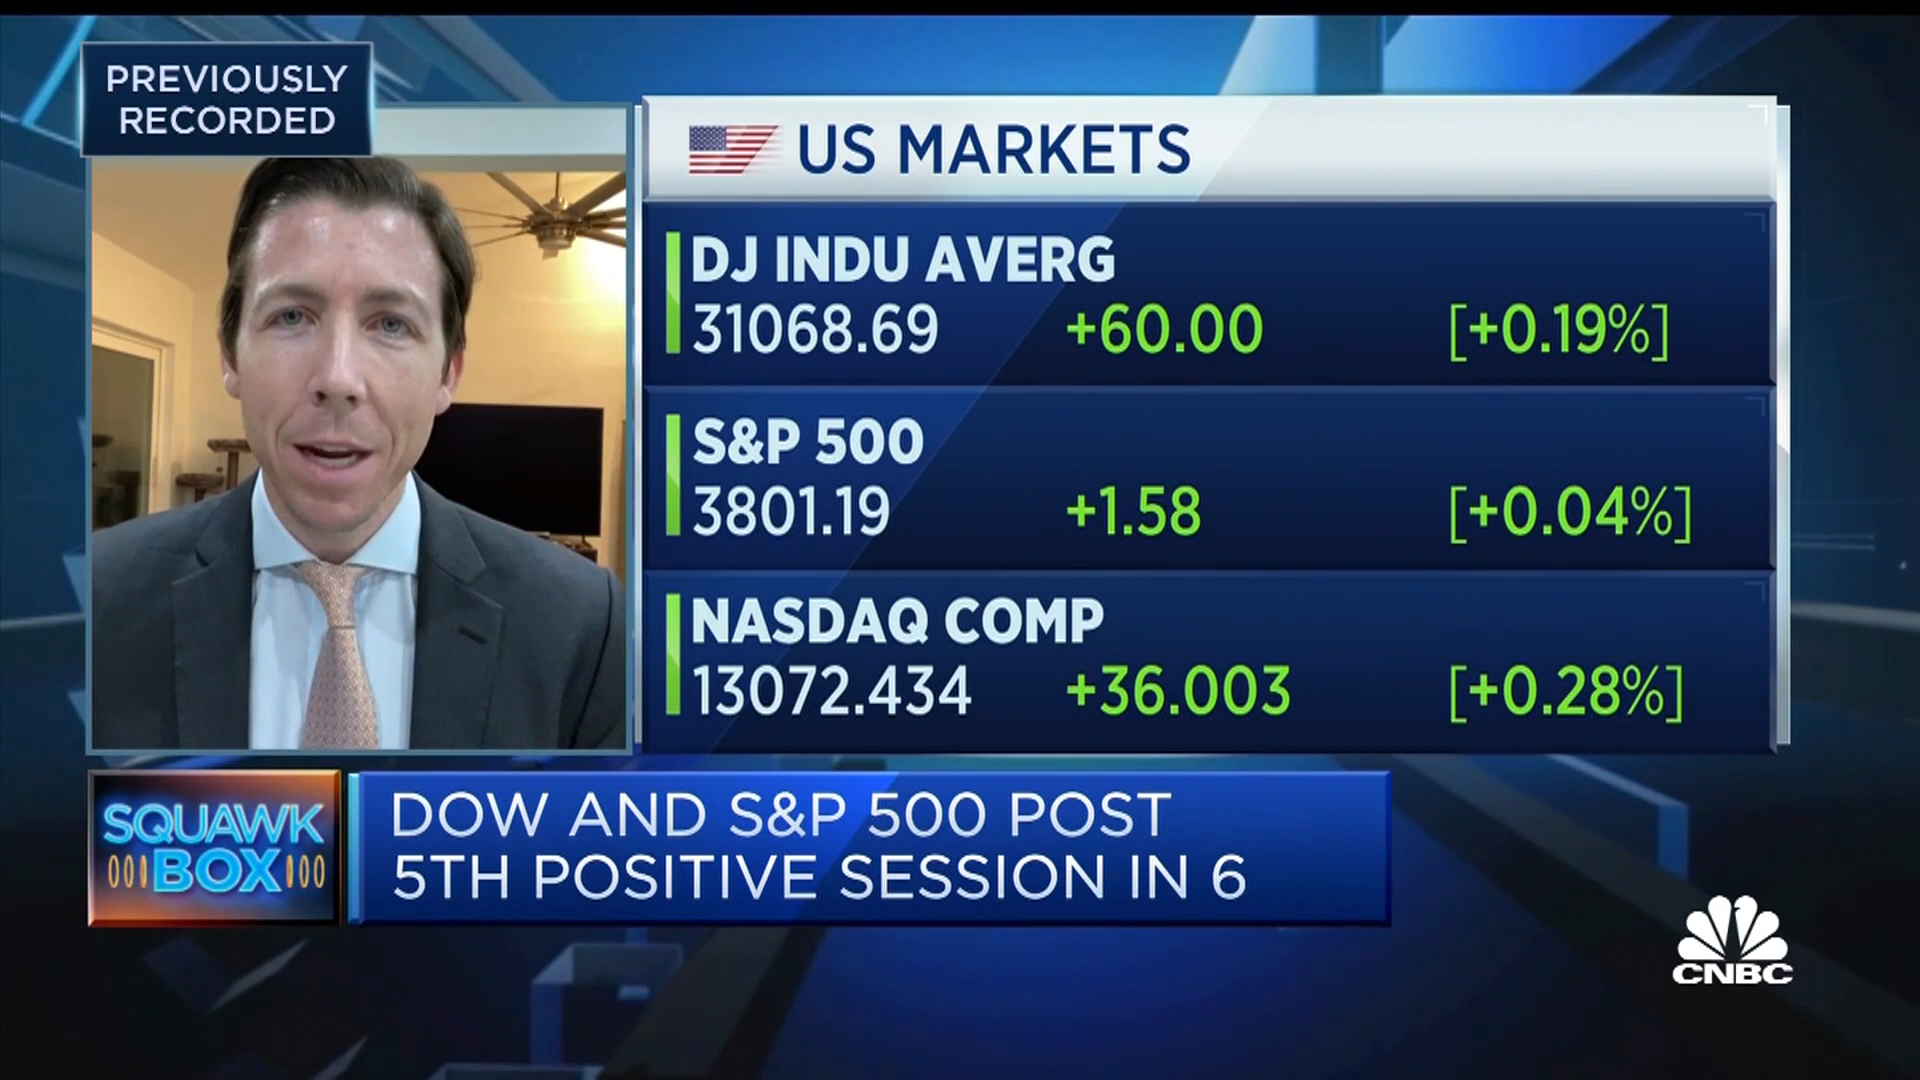 PREVIOUSLY
RECORDED
US MARKETS
DJ INDU AVERG
31068.69 +60.00 [+0.19%]
S&P 500
3801.19 +1.58 [+0.04%]
NASDAQ COMP
13072.434 +36.003 [+0.28%]
SQUAWK
BOX
DOW AND S&P 500 POST
5TH POSITIVE SESSION IN 6
CNBC